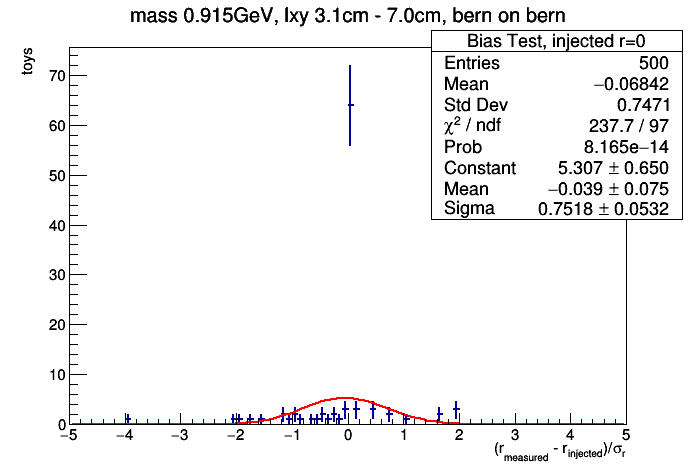 mass 0.915GeV, lxy 3.1cm - 7.0cm, bern on bern
Bias Test, injected r=0
Entries 500
Mean −0.06842
Std Dev 0.7471
χ² / ndf 237.7 / 97
Prob 8.165e−14
Constant 5.307 ± 0.650
Mean −0.039 ± 0.075
Sigma 0.7518 ± 0.0532
toys
70
60
50
40
30
20
10
0
−5 −4 −3 −2 −1 0 1 2 3 4 5
(r_measured - r_injected)/σ_r